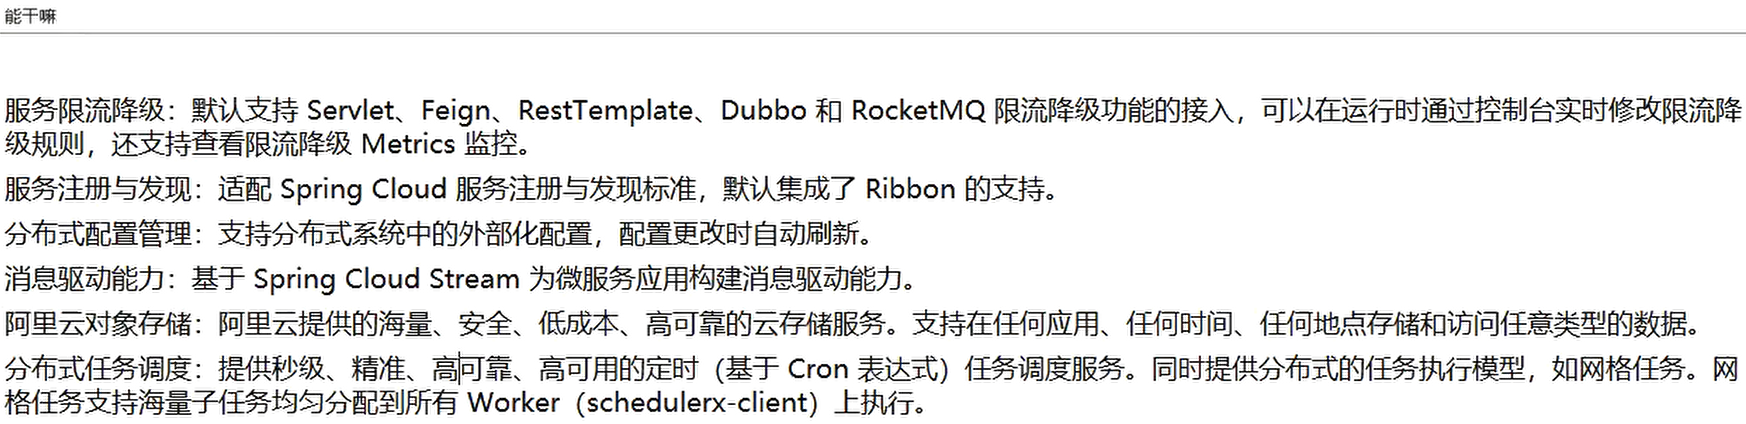 能干嘛
服务限流降级：默认支持 Servlet、Feign、RestTemplate、Dubbo 和 RocketMQ 限流降级功能的接入，可以在运行时通过控制台实时修改限流降
级规则，还支持查看限流降级 Metrics 监控。
服务注册与发现：适配 Spring Cloud 服务注册与发现标准，默认集成了 Ribbon 的支持。
分布式配置管理：支持分布式系统中的外部化配置，配置更改时自动刷新。
消息驱动能力：基于 Spring Cloud Stream 为微服务应用构建消息驱动能力。
阿里云对象存储：阿里云提供的海量、安全、低成本、高可靠的云存储服务。支持在任何应用、任何时间、任何地点存储和访问任意类型的数据。
分布式任务调度：提供秒级、精准、高可靠、高可用的定时（基于 Cron 表达式）任务调度服务。同时提供分布式的任务执行模型，如网格任务。网
格任务支持海量子任务均匀分配到所有 Worker（schedulerx-client）上执行。